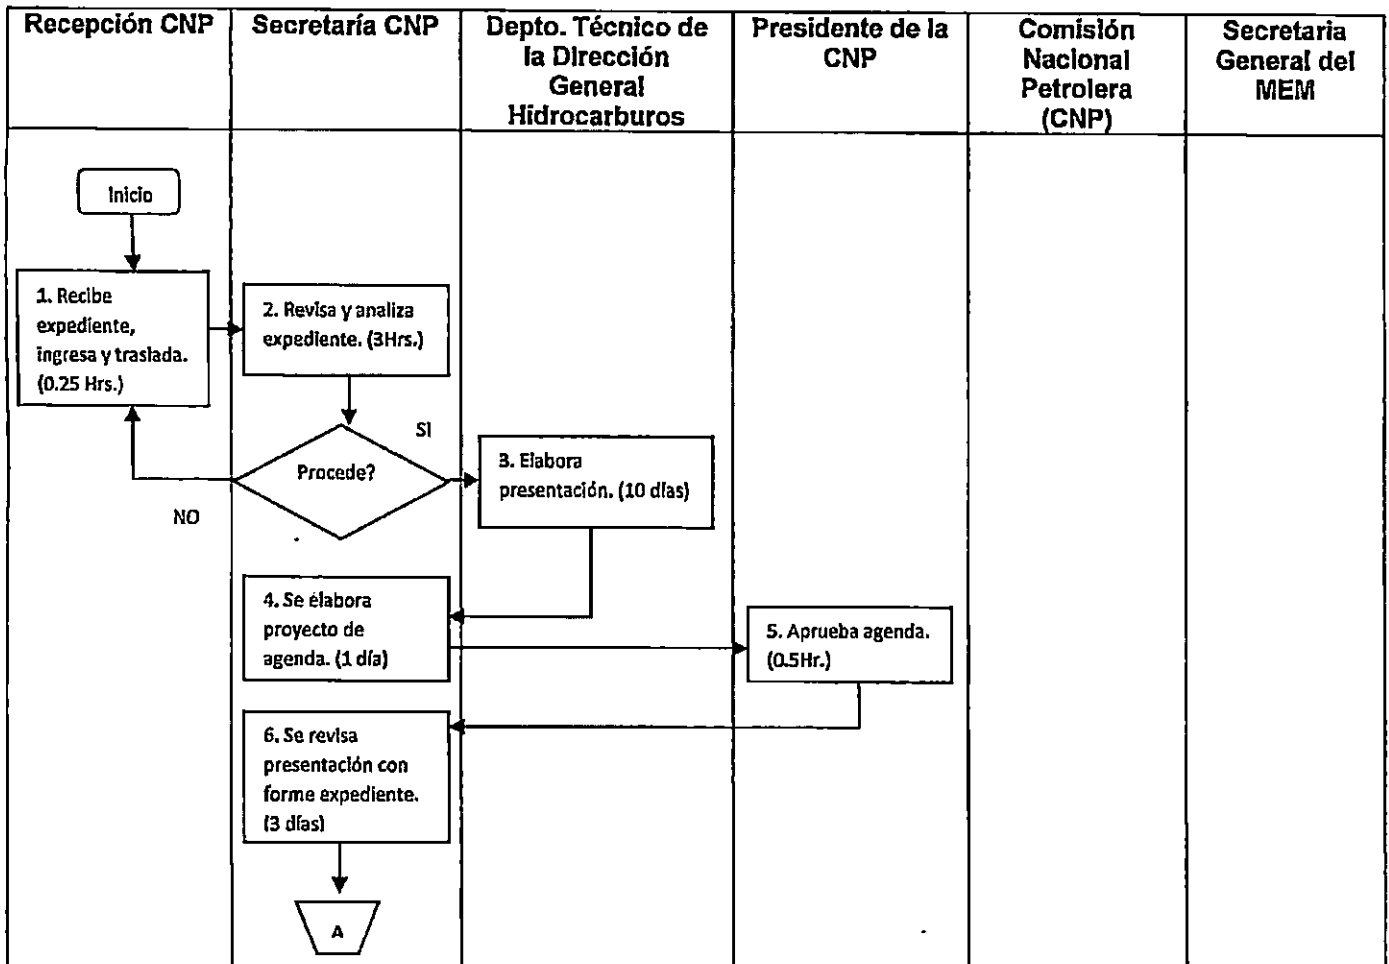 Recepción CNP
Secretaría CNP
Depto. Técnico de
la Dirección
General
Hidrocarburos
Presidente de la
CNP
Comisión
Nacional
Petrolera
(CNP)
Secretaria
General del
MEM
Inicio
1. Recibe
expediente,
ingresa y traslada.
(0.25 Hrs.)
2. Revisa y analiza
expediente. (3Hrs.)
Procede?
SI
NO
3. Elabora
presentación. (10 días)
4. Se élabora
proyecto de
agenda. (1 día)
5. Aprueba agenda.
(0.5Hr.)
6. Se revisa
presentación con
forme expediente.
(3 días)
A